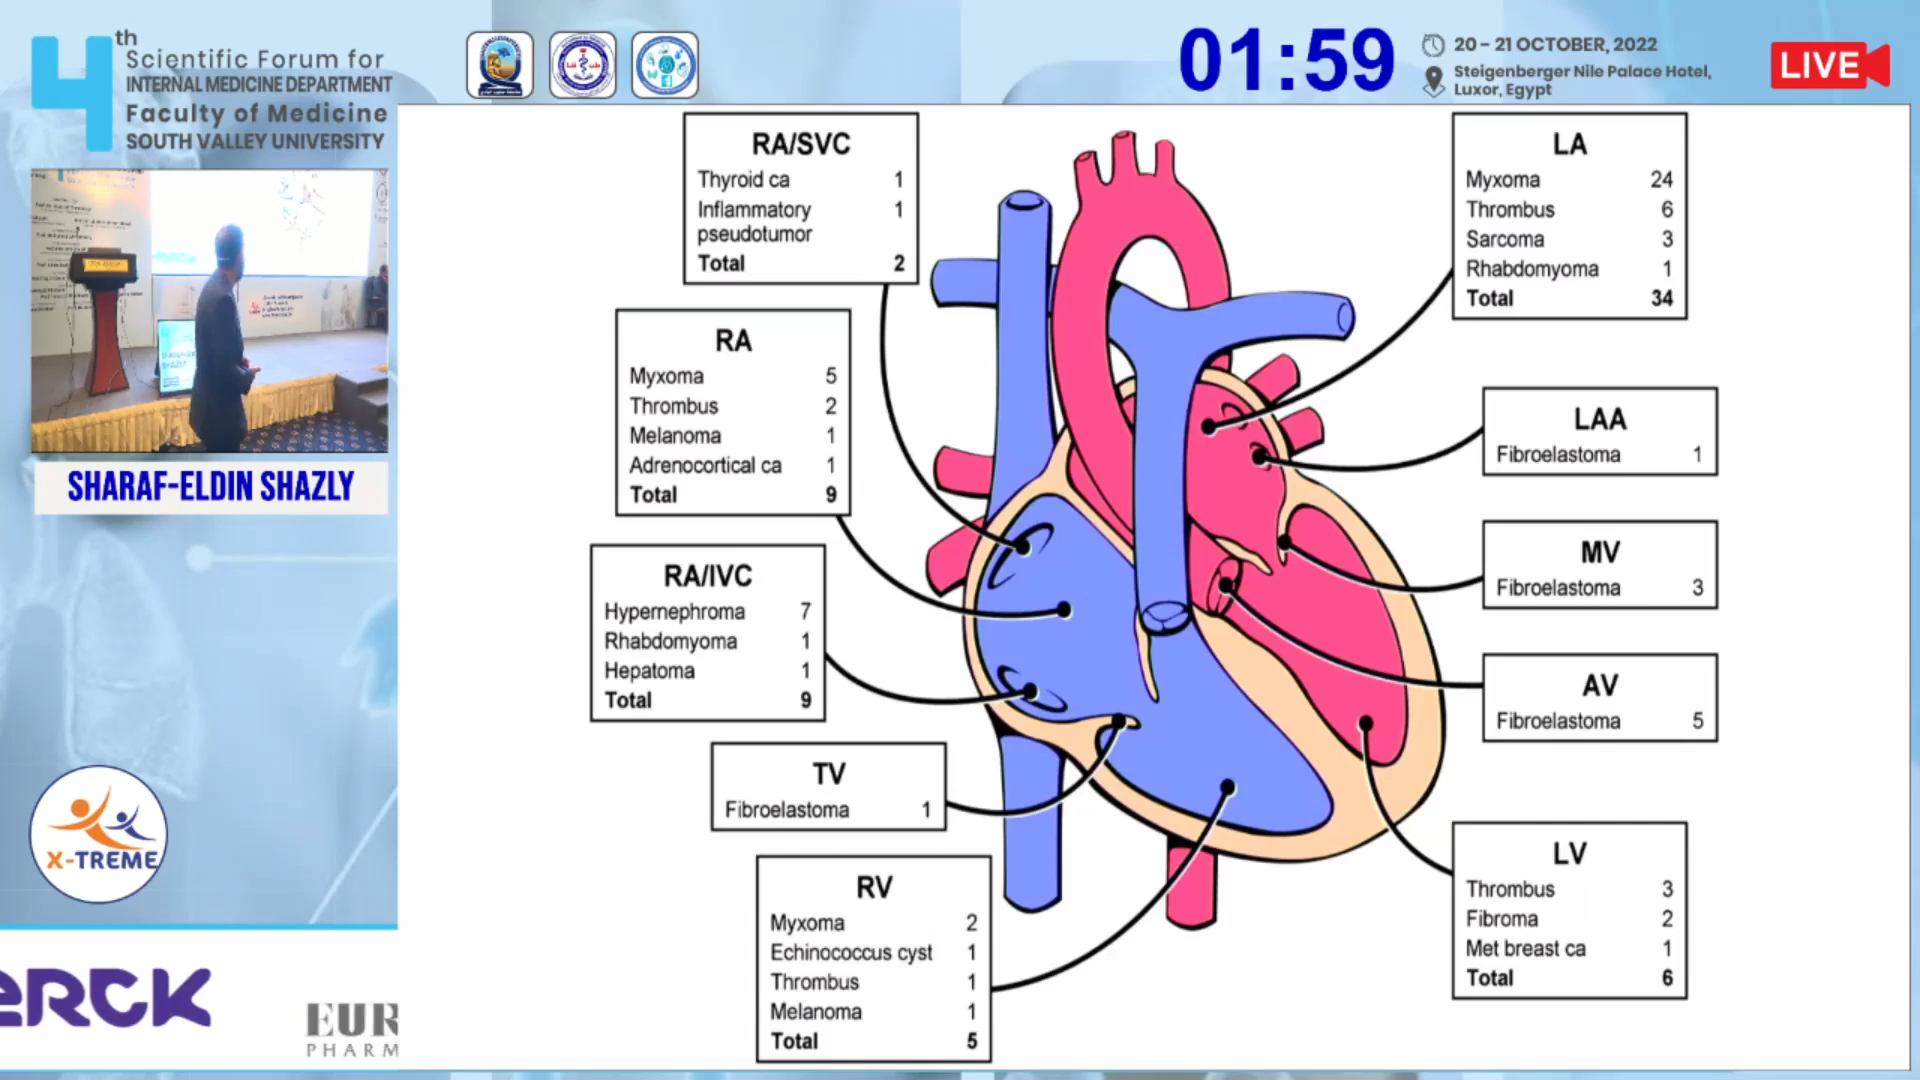 4th
Scientific Forum for
INTERNAL MEDICINE DEPARTMENT
Faculty of Medicine
SOUTH VALLEY UNIVERSITY
01:59
20 – 21 OCTOBER, 2022
Steigenberger Nile Palace Hotel,
Luxor, Egypt
LIVE
SHARAF-ELDIN SHAZLY
X-TREME
ERCK
EUR
PHARM
RA/SVC
Thyroid ca 1
Inflammatory 1
pseudotumor
Total 2
RA
Myxoma 5
Thrombus 2
Melanoma 1
Adrenocortical ca 1
Total 9
RA/IVC
Hypernephroma 7
Rhabdomyoma 1
Hepatoma 1
Total 9
TV
Fibroelastoma 1
RV
Myxoma 2
Echinococcus cyst 1
Thrombus 1
Melanoma 1
Total 5
LA
Myxoma 24
Thrombus 6
Sarcoma 3
Rhabdomyoma 1
Total 34
LAA
Fibroelastoma 1
MV
Fibroelastoma 3
AV
Fibroelastoma 5
LV
Thrombus 3
Fibroma 2
Met breast ca 1
Total 6